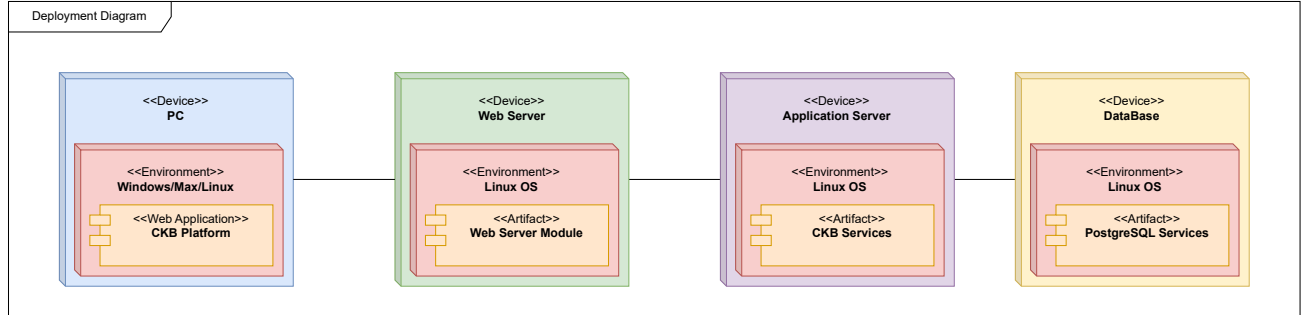 Deployment Diagram
<<Device>>
PC
<<Environment>>
Windows/Max/Linux
<<Web Application>>
CKB Platform
<<Device>>
Web Server
<<Environment>>
Linux OS
<<Artifact>>
Web Server Module
<<Device>>
Application Server
<<Environment>>
Linux OS
<<Artifact>>
CKB Services
<<Device>>
DataBase
<<Environment>>
Linux OS
<<Artifact>>
PostgreSQL Services